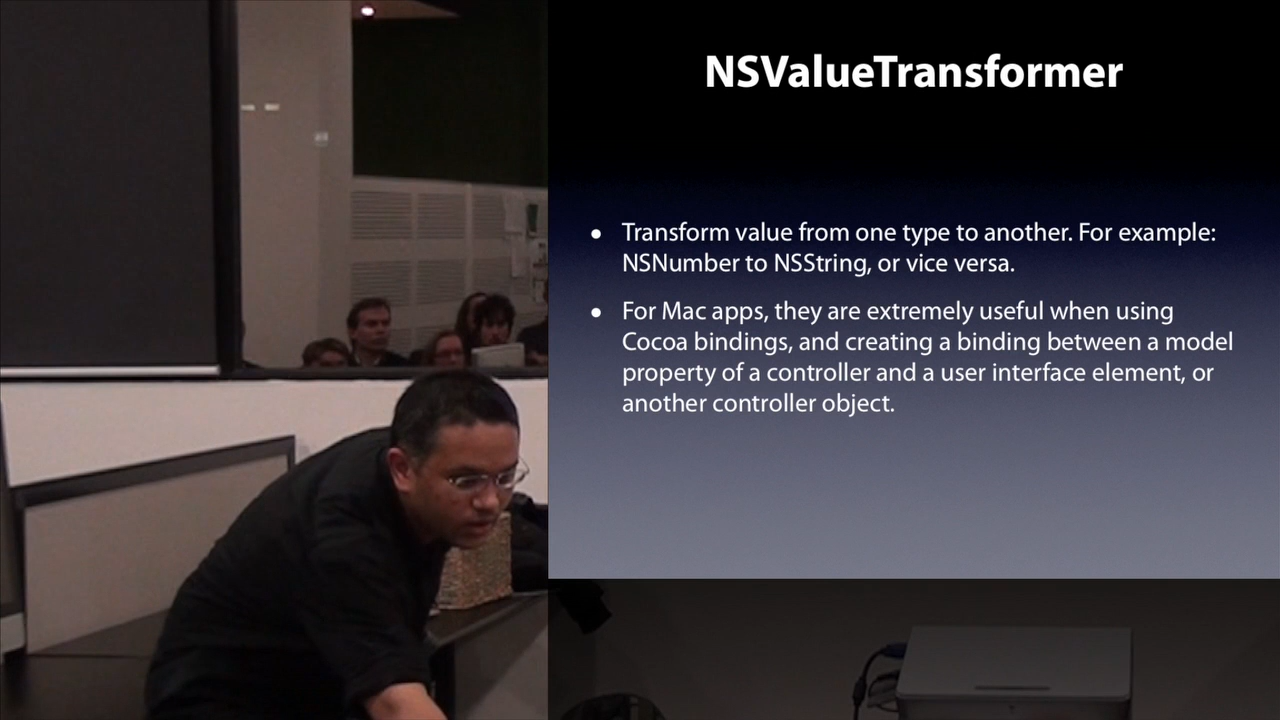 NSValueTransformer
• Transform value from one type to another. For example:
NSNumber to NSString, or vice versa.
• For Mac apps, they are extremely useful when using
Cocoa bindings, and creating a binding between a model
property of a controller and a user interface element, or
another controller object.